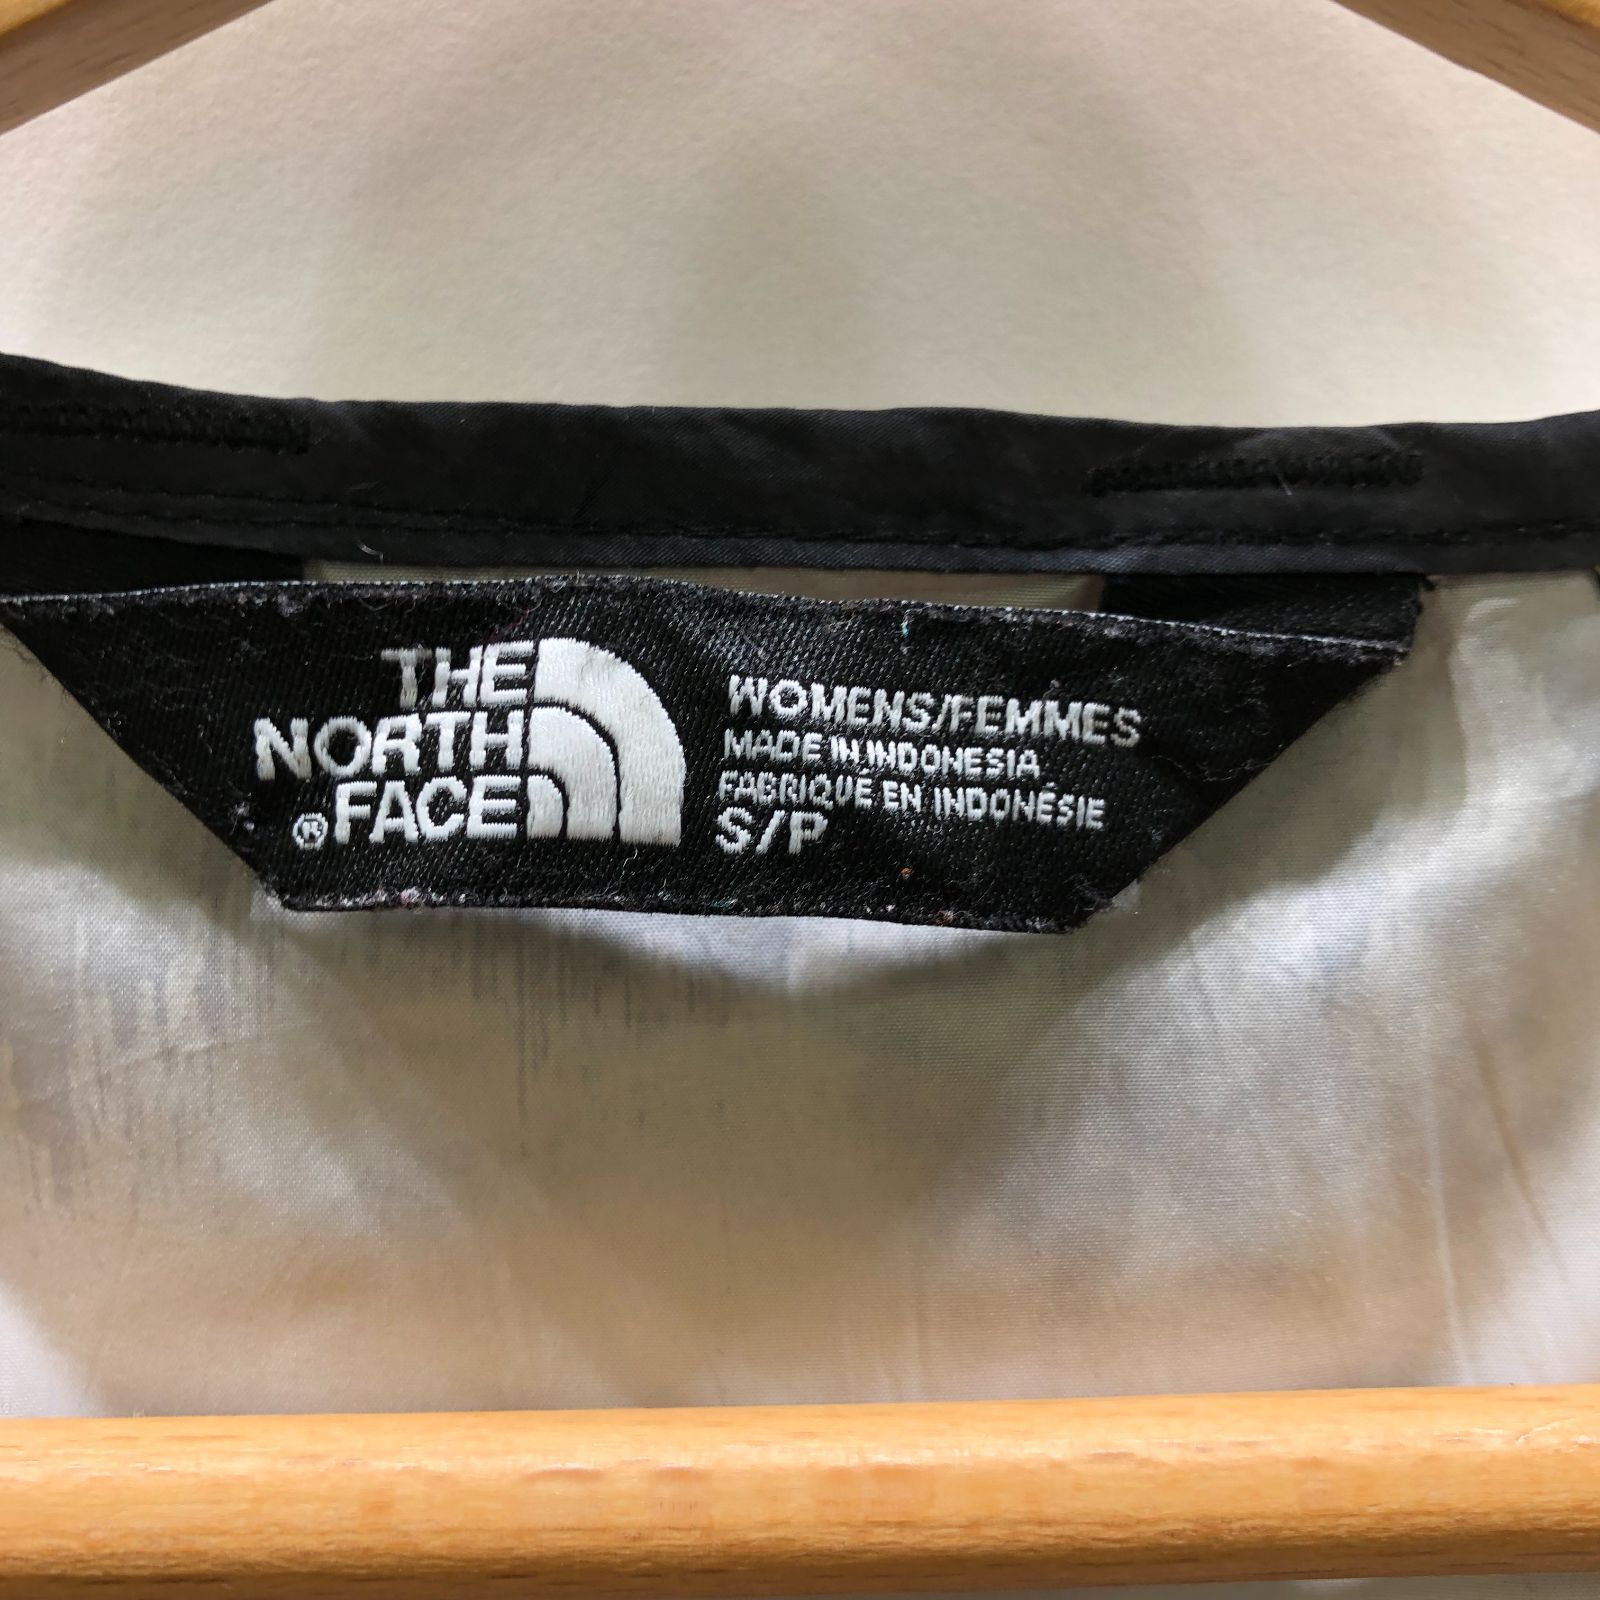 THE
NORTH
®FACE
WOMENS/FEMMES
MADE IN INDONESIA
FABRIQUÉ EN INDONÉSIE
S/P